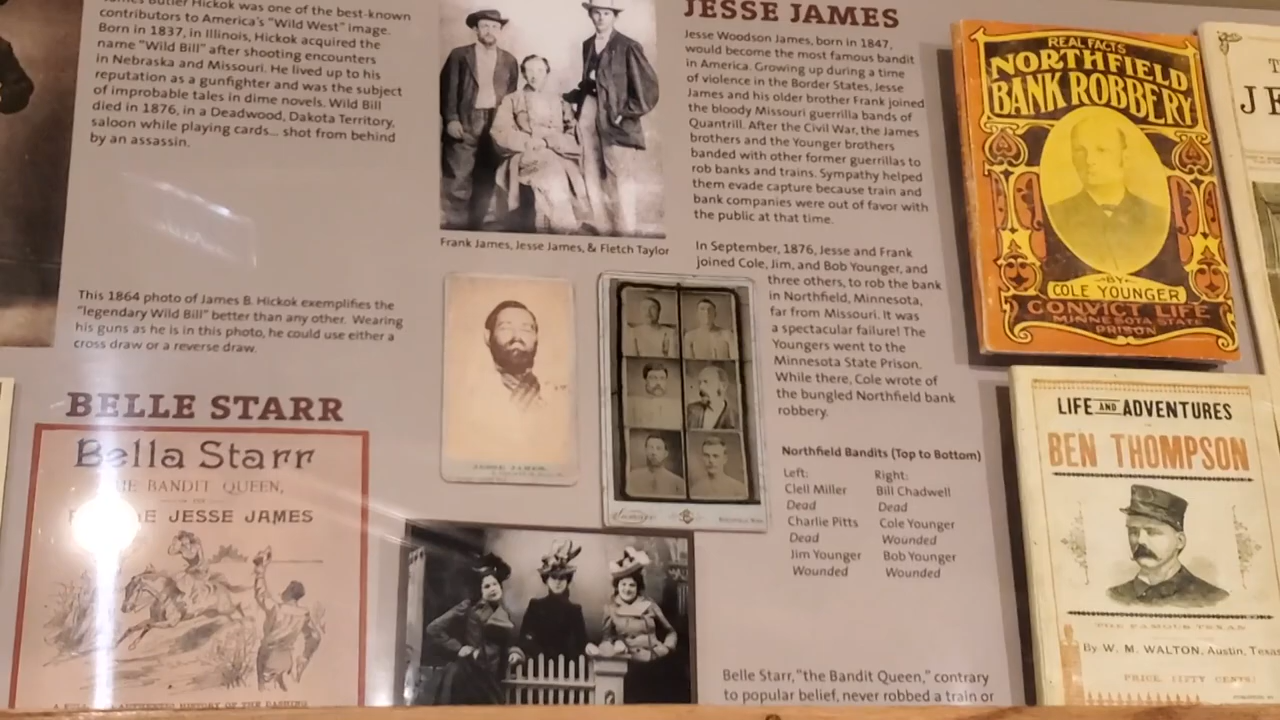 James Butler Hickok was one of the best-known
contributors to America's "Wild West" image.
Born in 1837, in Illinois, Hickok acquired the
name "Wild Bill" after shooting encounters
in Nebraska and Missouri. He lived up to his
reputation as a gunfighter and was the subject
of improbable tales in dime novels. Wild Bill
died in 1876, in a Deadwood, Dakota Territory,
saloon while playing cards... shot from behind
by an assassin.
This 1864 photo of James B. Hickok exemplifies the
"legendary Wild Bill" better than any other. Wearing
his guns as he is in this photo, he could use either a
cross draw or a reverse draw.
BELLE STARR
Bella Starr
THE BANDIT QUEEN,
JESSE JAMES
Frank James, Jesse James, & Fletch Taylor
JESSE JAMES.
JESSE JAMES
Jesse Woodson James, born in 1847,
would become the most famous bandit
in America. Growing up during a time
of violence in the Border States, Jesse
James and his older brother Frank joined
the bloody Missouri guerrilla bands of
Quantrill. After the Civil War, the James
brothers and the Younger brothers
banded with other former guerrillas to
rob banks and trains. Sympathy helped
them evade capture because train and
bank companies were out of favor with
the public at that time.
In September, 1876, Jesse and Frank
joined Cole, Jim, and Bob Younger, and
three others, to rob the bank
in Northfield, Minnesota,
far from Missouri. It was
a spectacular failure! The
Youngers went to the
Minnesota State Prison.
While there, Cole wrote of
the bungled Northfield bank
robbery.
Northfield Bandits (Top to Bottom)
Left: Right:
Clell Miller Bill Chadwell
Dead Dead
Charlie Pitts Cole Younger
Dead Wounded
Jim Younger Bob Younger
Wounded Wounded
Belle Starr, "the Bandit Queen," contrary
to popular belief, never robbed a train or
REAL FACTS
NORTHFIELD
BANK ROBBERY
BY
COLE YOUNGER
CONVICT LIFE
MINNESOTA STATE
PRISON
LIFE AND ADVENTURES
BEN THOMPSON
THE FAMOUS TEXAN
By W. M. WALTON, Austin, Texas
PRICE, FIFTY CENTS